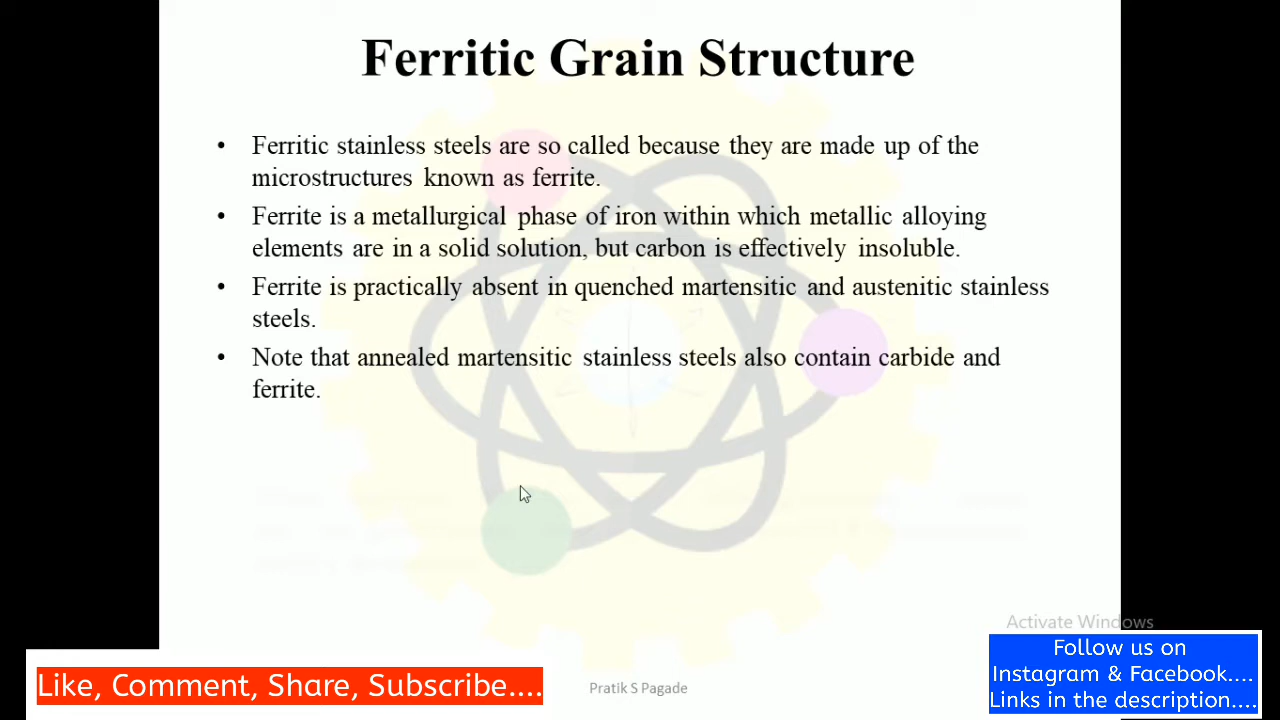 Ferritic Grain Structure
• Ferritic stainless steels are so called because they are made up of the
microstructures known as ferrite.
• Ferrite is a metallurgical phase of iron within which metallic alloying
elements are in a solid solution, but carbon is effectively insoluble.
• Ferrite is practically absent in quenched martensitic and austenitic stainless
steels.
• Note that annealed martensitic stainless steels also contain carbide and
ferrite.
Activate Windows
Like, Comment, Share, Subscribe....
Pratik S Pagade
Follow us on
Instagram & Facebook....
Links in the description....